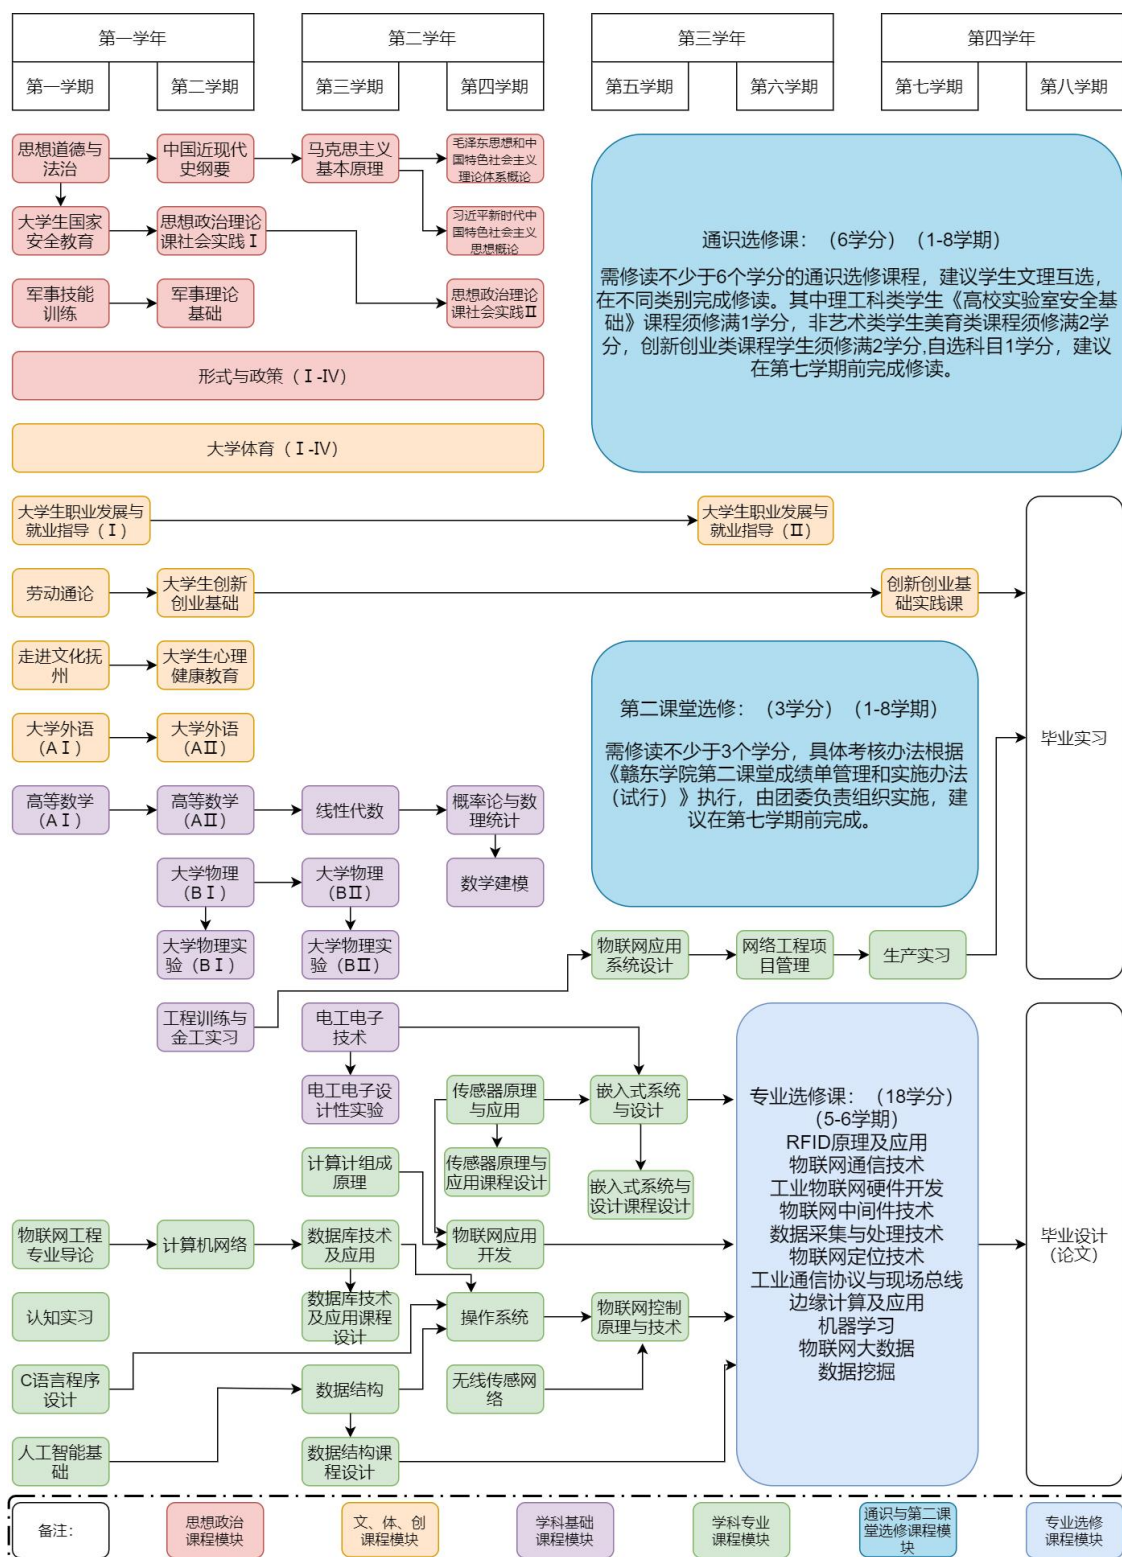 第一学年
第二学年
第三学年
第四学年
第一学期
第二学期
第三学期
第四学期
第五学期
第六学期
第七学期
第八学期
思想道德与
法治
中国近现代
史纲要
马克思主义
基本原理
毛泽东思想和中
国特色社会主义
理论体系概论
大学生国家
安全教育
思想政治理论
课社会实践Ⅰ
习近平新时代中
国特色社会主义
思想概论
军事技能
训练
军事理论
基础
思想政治理论
课社会实践Ⅱ
形式与政策（Ⅰ-Ⅳ）
大学体育（Ⅰ-Ⅳ）
通识选修课：（6学分）（1-8学期）
需修读不少于6个学分的通识选修课程，建议学生文理互选，
在不同类别完成修读。其中理工科类学生《高校实验室安全基
础》课程须修满1学分，非艺术类学生美育类课程须修满2学
分，创新创业类课程学生须修满2学分,自选科目1学分，建议
在第七学期前完成修读。
大学生职业发展与
就业指导（Ⅰ）
大学生职业发展与
就业指导（Ⅱ）
劳动通论
大学生创新
创业基础
创新创业基
础实践课
走进文化抚
州
大学生心理
健康教育
大学外语
（AⅠ）
大学外语
（AⅡ）
第二课堂选修：（3学分）（1-8学期）
需修读不少于3个学分，具体考核办法根据
《赣东学院第二课堂成绩单管理和实施办法
（试行）》执行，由团委负责组织实施，建
议在第七学期前完成。
毕业实习
高等数学
（AⅠ）
高等数学
（AⅡ）
线性代数
概率论与数
理统计
大学物理
（BⅠ）
大学物理
（BⅡ）
数学建模
大学物理实
验（BⅠ）
大学物理实
验（BⅡ）
物联网应用
系统设计
网络工程项
目管理
生产实习
工程训练与
金工实习
电工电子
技术
电工电子设
计性实验
传感器原理
与应用
嵌入式系统
与设计
计算计组成
原理
传感器原理与
应用课程设计
嵌入式系统与
设计课程设计
物联网工程
专业导论
计算机网络
数据库技术
及应用
物联网应用
开发
认知实习
数据库技术
及应用课程
设计
操作系统
物联网控制
原理与技术
C语言程序
设计
数据结构
无线传感网
络
人工智能基
础
数据结构课
程设计
专业选修课：（18学分）
（5-6学期）
RFID原理及应用
物联网通信技术
工业物联网硬件开发
物联网中间件技术
数据采集与处理技术
物联网定位技术
工业通信协议与现场总线
边缘计算及应用
机器学习
物联网大数据
数据挖掘
毕业设计
（论文）
备注：
思想政治
课程模块
文、体、创
课程模块
学科基础
课程模块
学科专业
课程模块
通识与第二课
堂选修课程模
块
专业选修
课程模块